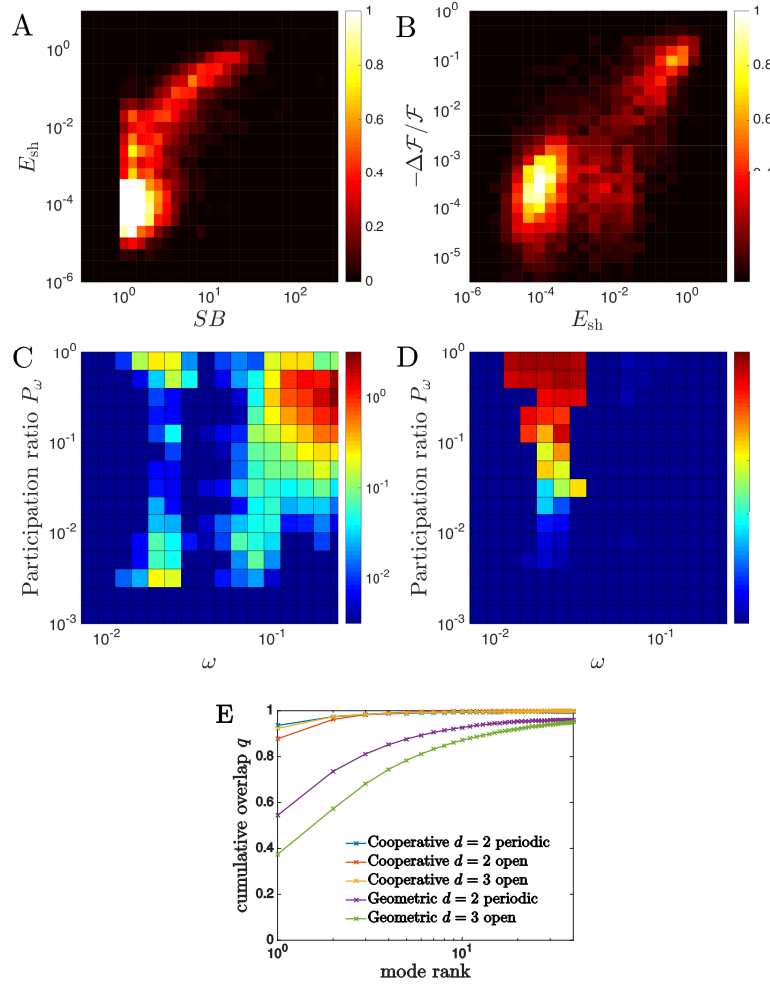 A
10^0
10^-2
10^-4
10^-6
E_sh
10^0
10^1
10^2
SB
1
0.8
0.6
0.4
0.2
0
B
10^-1
10^-2
10^-3
10^-4
10^-5
−ΔF/F
10^-6
10^-4
10^-2
10^0
E_sh
1
0.8
0.6
C
10^0
10^-1
10^-2
10^-3
Participation ratio P_ω
10^-2
10^-1
ω
10^0
10^-1
10^-2
D
10^0
10^-1
10^-2
10^-3
Participation ratio P_ω
10^-2
10^-1
ω
E
1
0.8
0.6
0.4
0.2
0
cumulative overlap q
Cooperative d = 2 periodic
Cooperative d = 2 open
Cooperative d = 3 open
Geometric d = 2 periodic
Geometric d = 3 open
10^0
10^1
mode rank